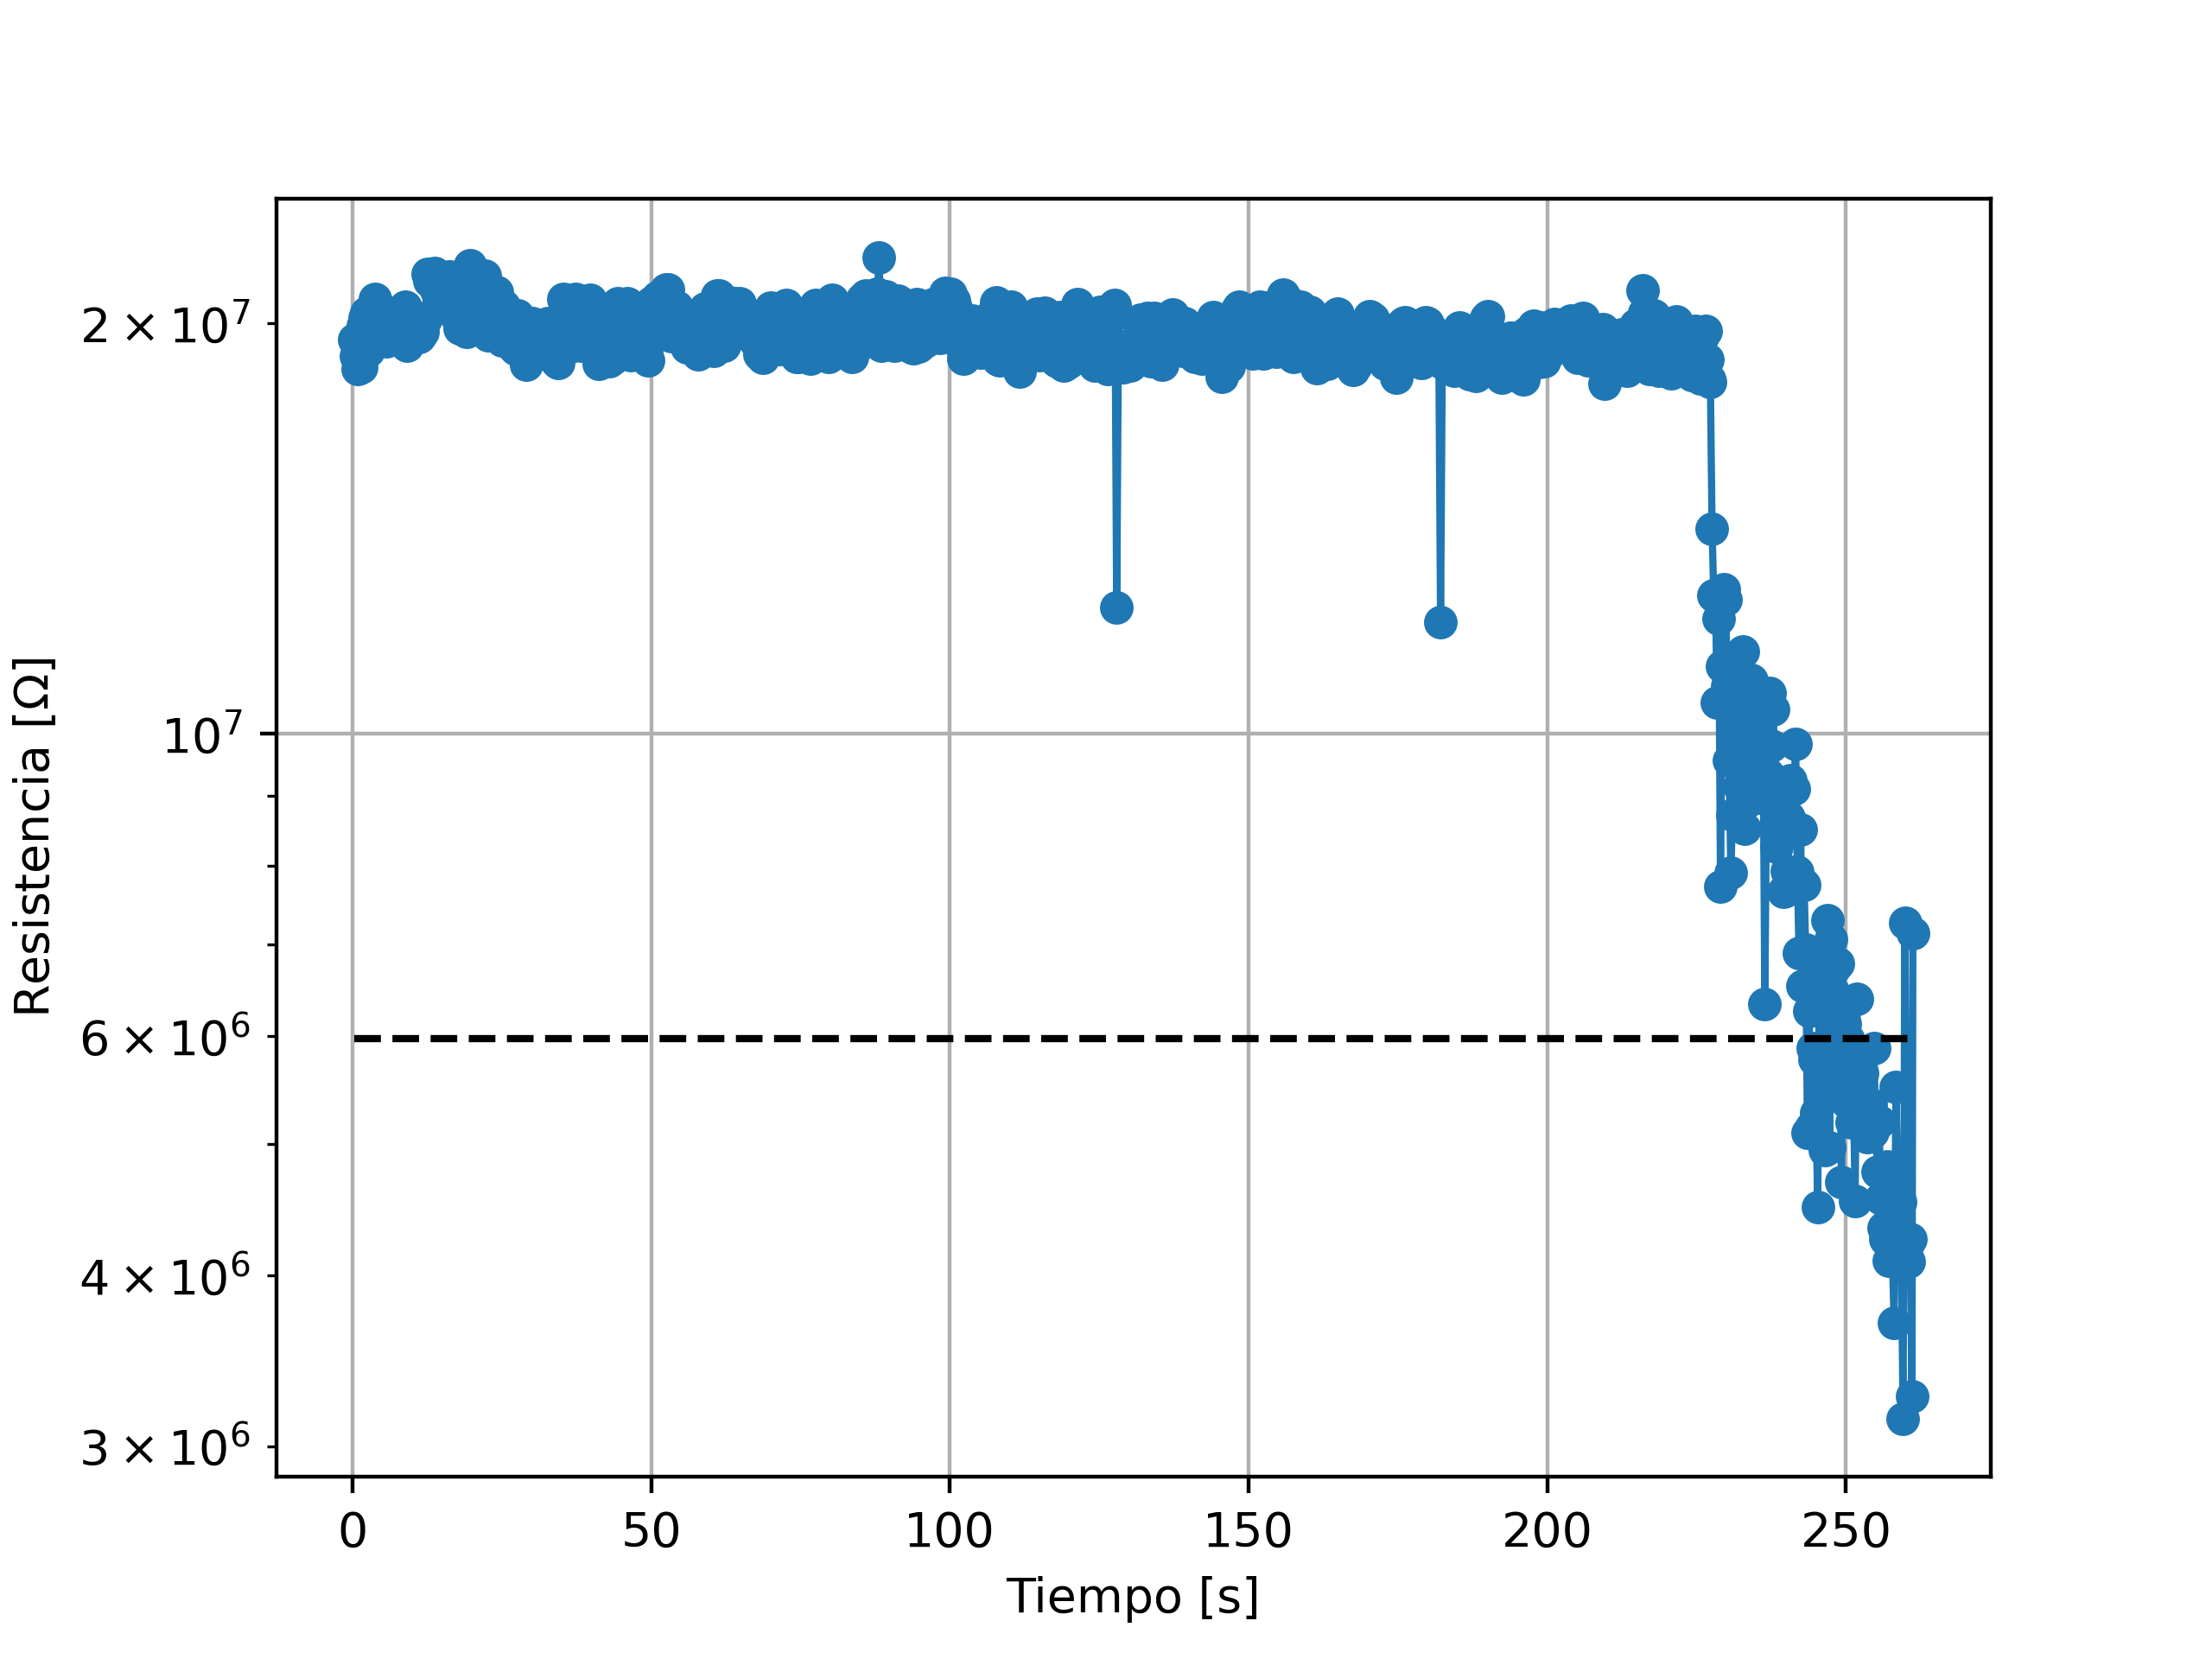 2 × 10⁷
10⁷
6 × 10⁶
4 × 10⁶
3 × 10⁶
Resistencia [Ω]
0 50 100 150 200 250
Tiempo [s]